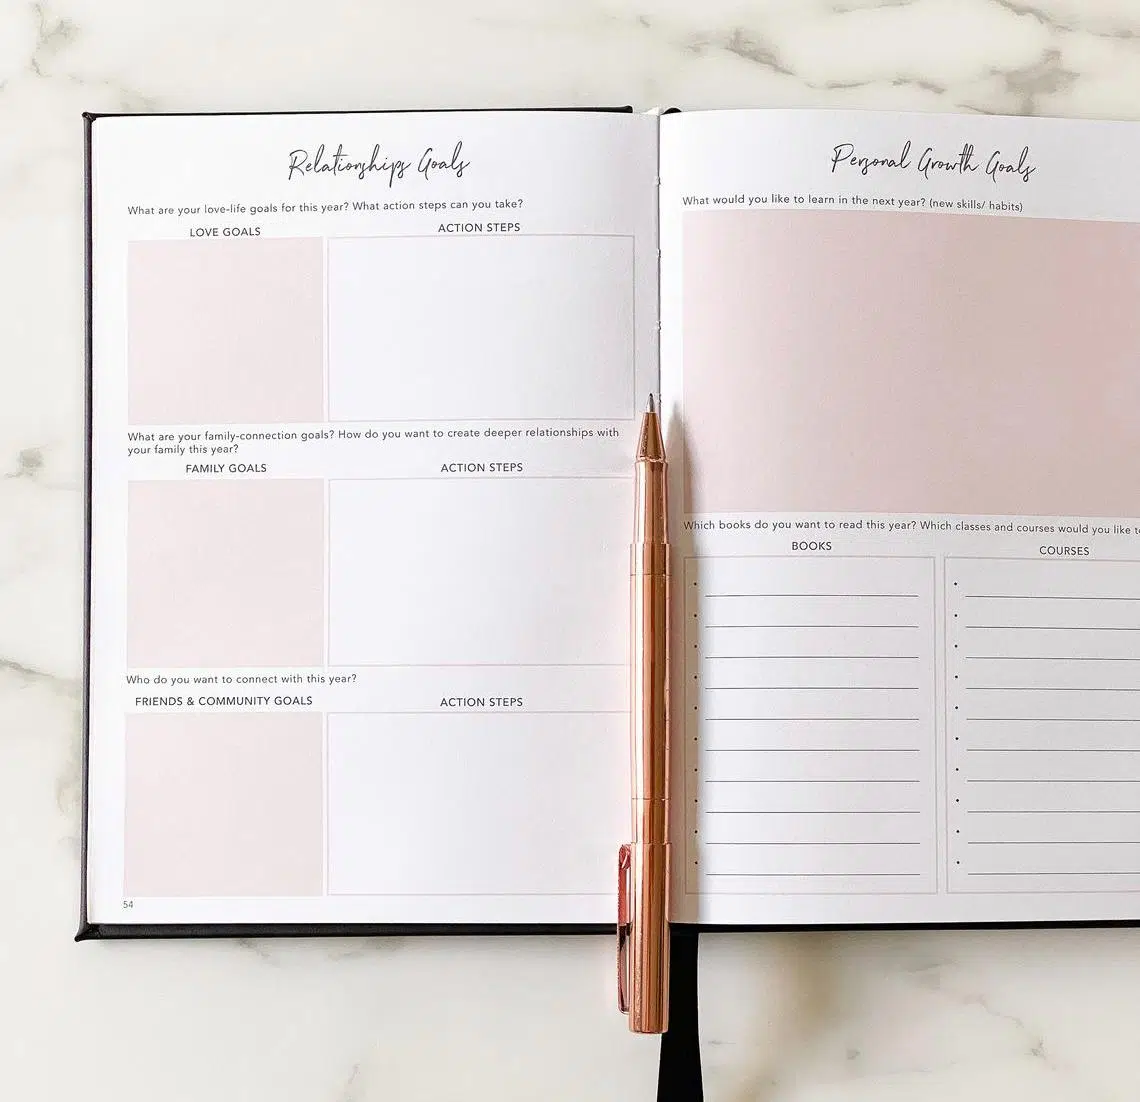 Relationships Goals
What are your love-life goals for this year? What action steps can you take?
LOVE GOALS
ACTION STEPS
What are your family-connection goals? How do you want to create deeper relationships with
your family this year?
FAMILY GOALS
ACTION STEPS
Who do you want to connect with this year?
FRIENDS & COMMUNITY GOALS
ACTION STEPS
54
Personal Growth Goals
What would you like to learn in the next year? (new skills/ habits)
Which books do you want to read this year? Which classes and courses would you like
BOOKS
COURSES